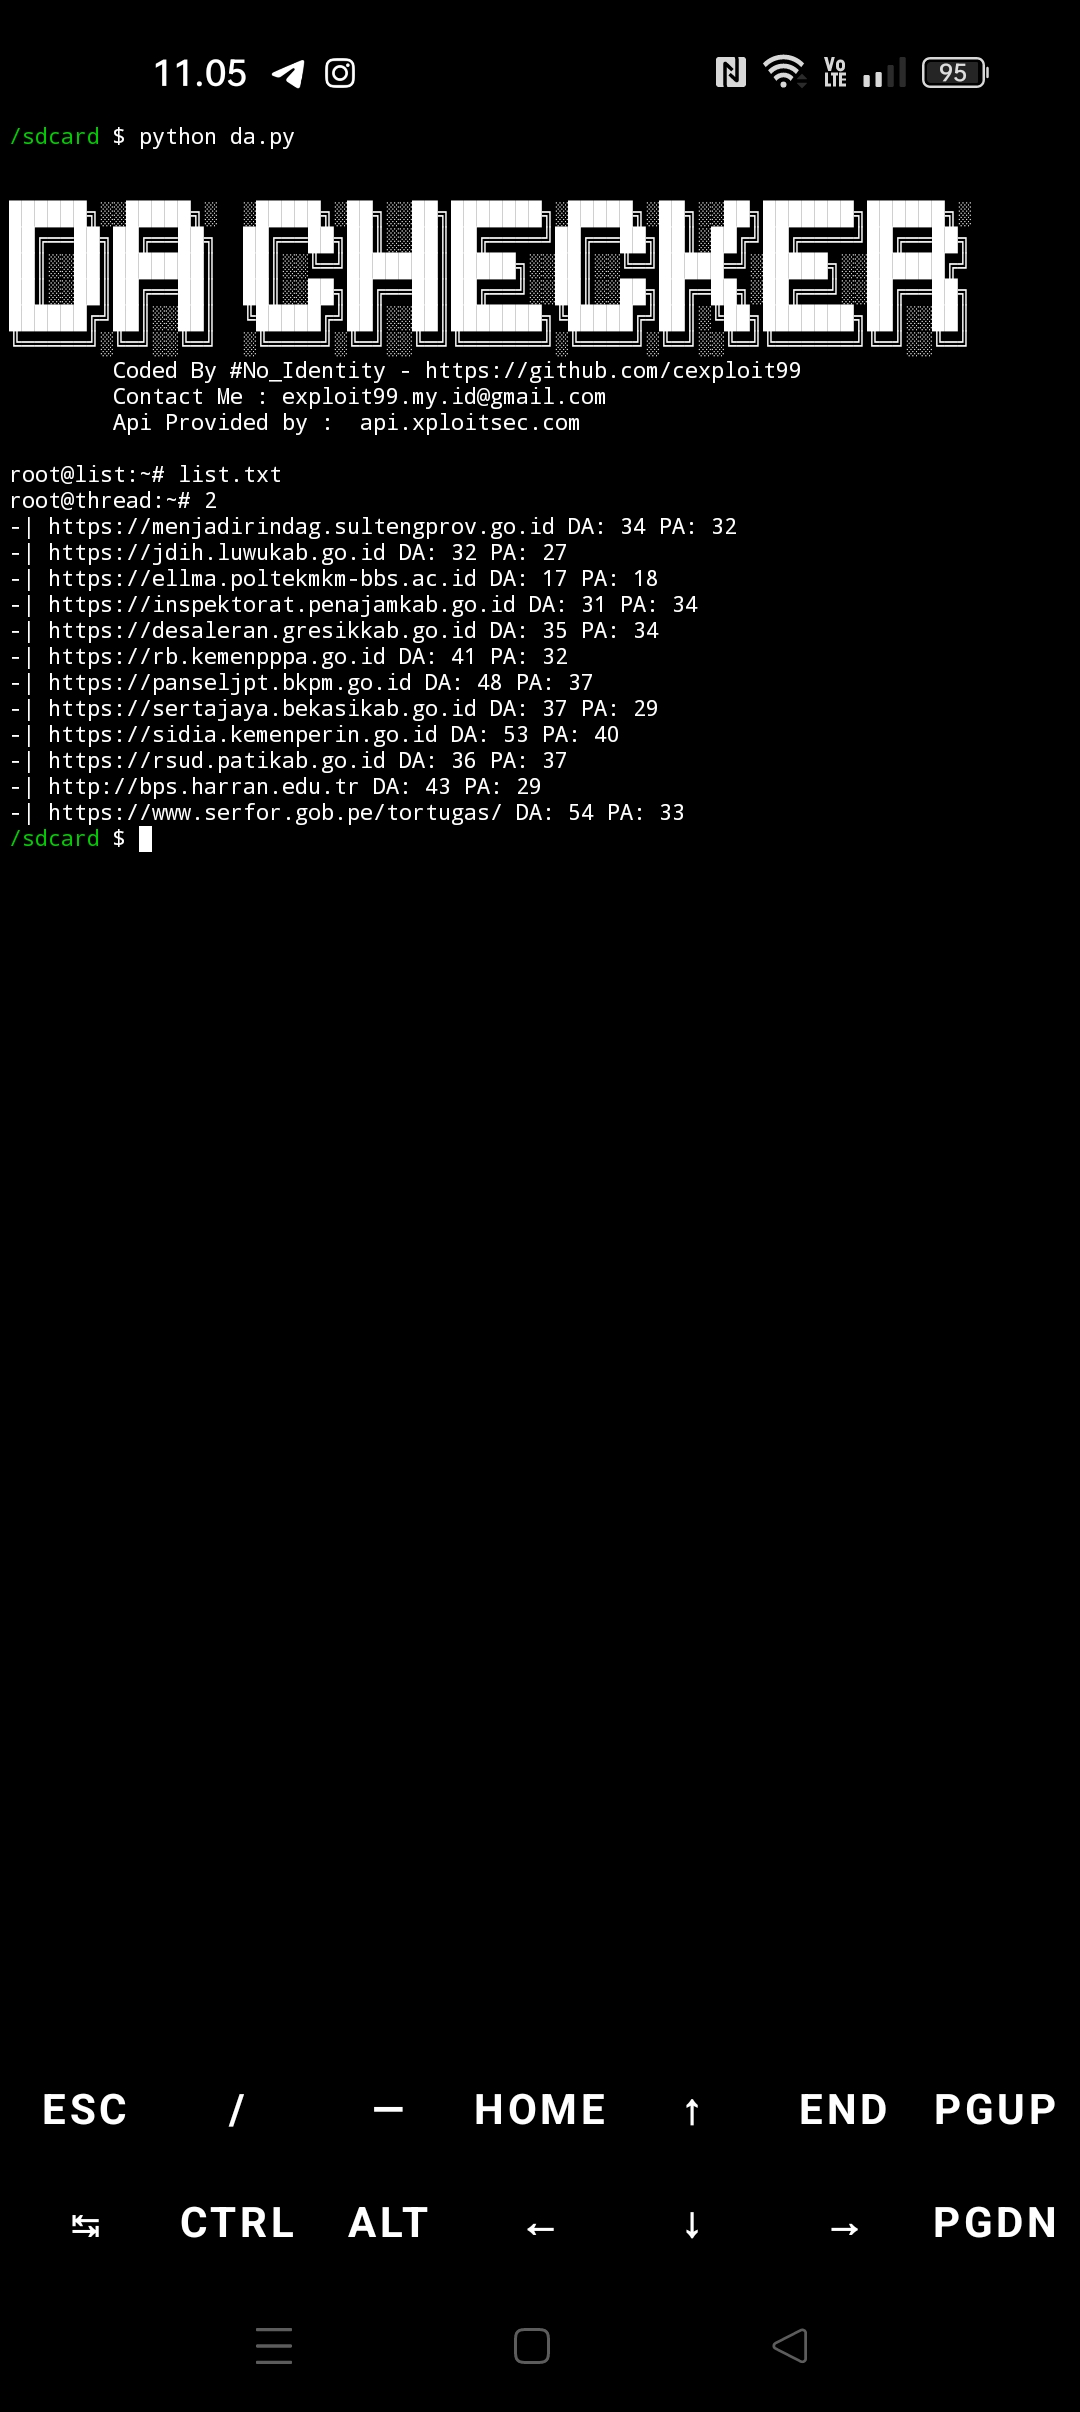 11.05
Vo LTE
95
/sdcard $ python da.py
DA CHECKER
Coded By #No_Identity - https://github.com/cexploit99
Contact Me : exploit99.my.id@gmail.com
Api Provided by :  api.xploitsec.com
root@list:~# list.txt
root@thread:~# 2
-| https://menjadirindag.sultengprov.go.id DA: 34 PA: 32
-| https://jdih.luwukab.go.id DA: 32 PA: 27
-| https://ellma.poltekmkm-bbs.ac.id DA: 17 PA: 18
-| https://inspektorat.penajamkab.go.id DA: 31 PA: 34
-| https://desaleran.gresikkab.go.id DA: 35 PA: 34
-| https://rb.kemenpppa.go.id DA: 41 PA: 32
-| https://panseljpt.bkpm.go.id DA: 48 PA: 37
-| https://sertajaya.bekasikab.go.id DA: 37 PA: 29
-| https://sidia.kemenperin.go.id DA: 53 PA: 40
-| https://rsud.patikab.go.id DA: 36 PA: 37
-| http://bps.harran.edu.tr DA: 43 PA: 29
-| https://www.serfor.gob.pe/tortugas/ DA: 54 PA: 33
/sdcard $
ESC / — HOME ↑ END PGUP
↹ CTRL ALT ← ↓ → PGDN